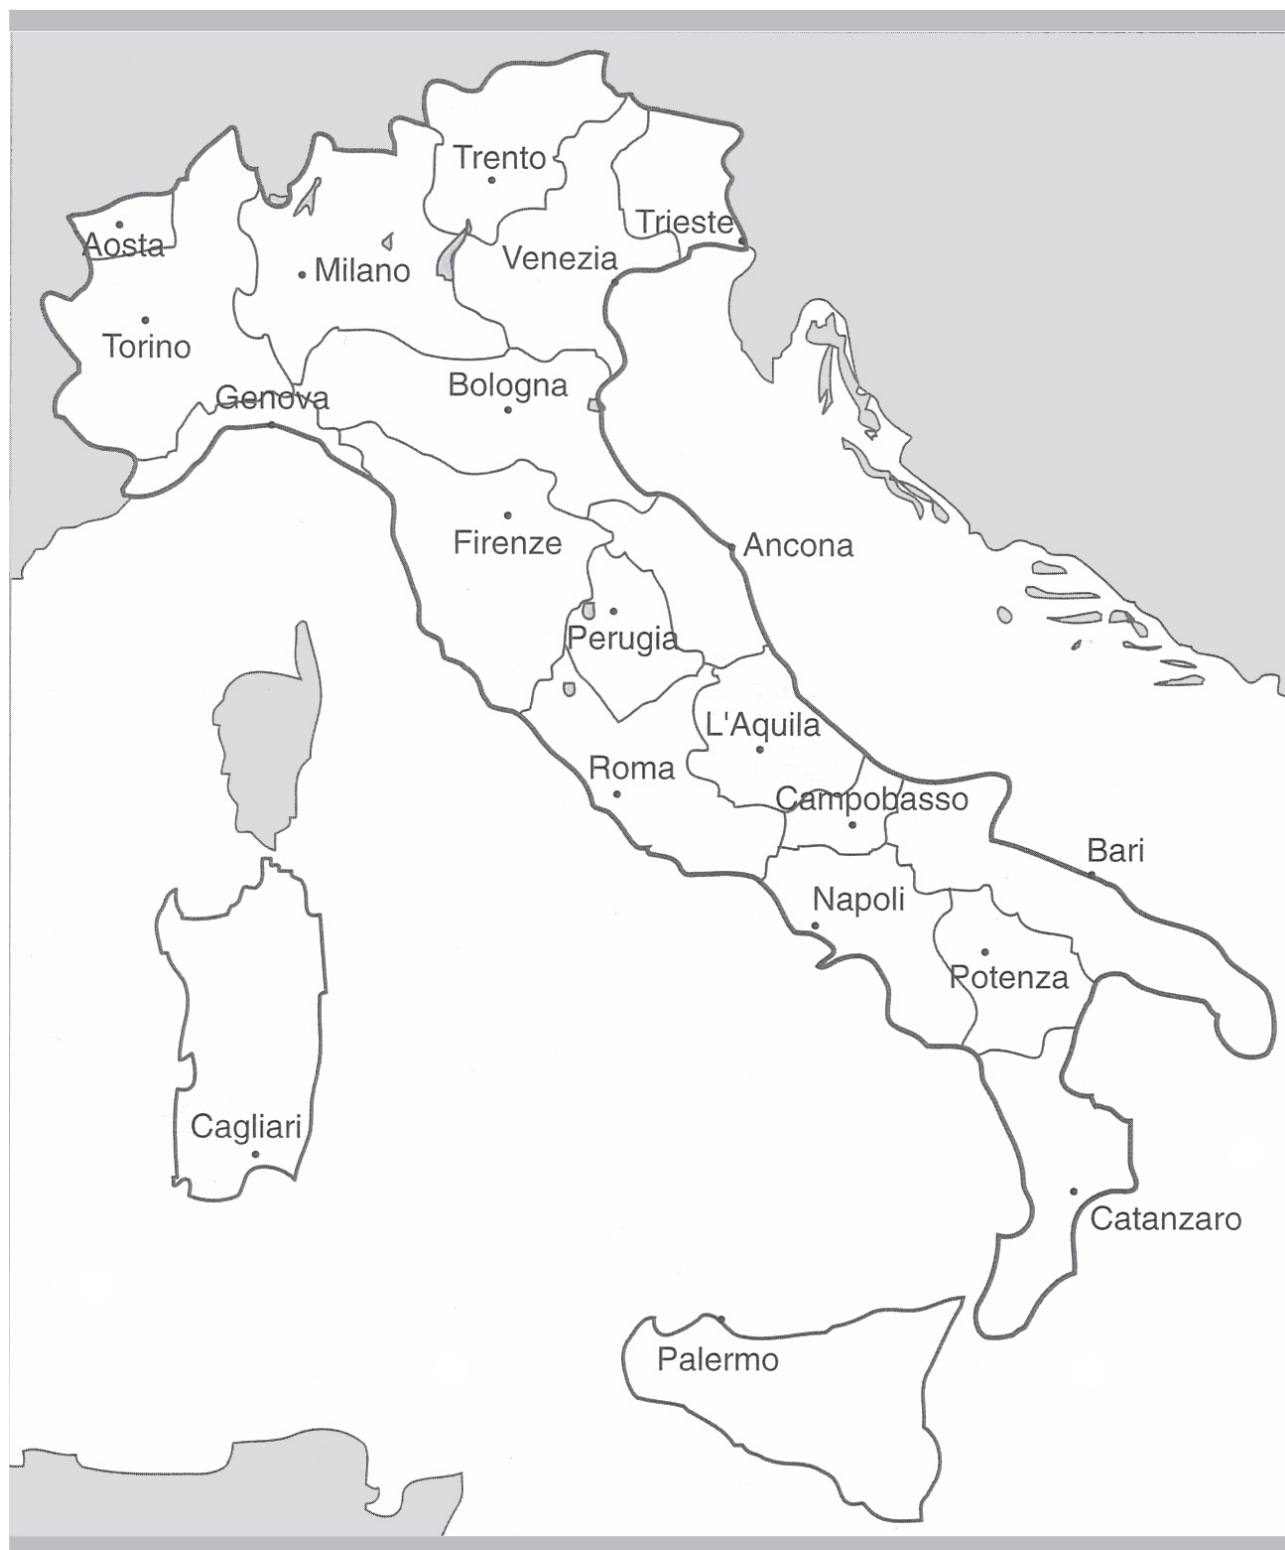 Trento
Trieste
Aosta
Venezia
Milano
Torino
Bologna
Genova
Firenze
Ancona
Perugia
L'Aquila
Roma
Campobasso
Bari
Napoli
Potenza
Cagliari
Catanzaro
Palermo